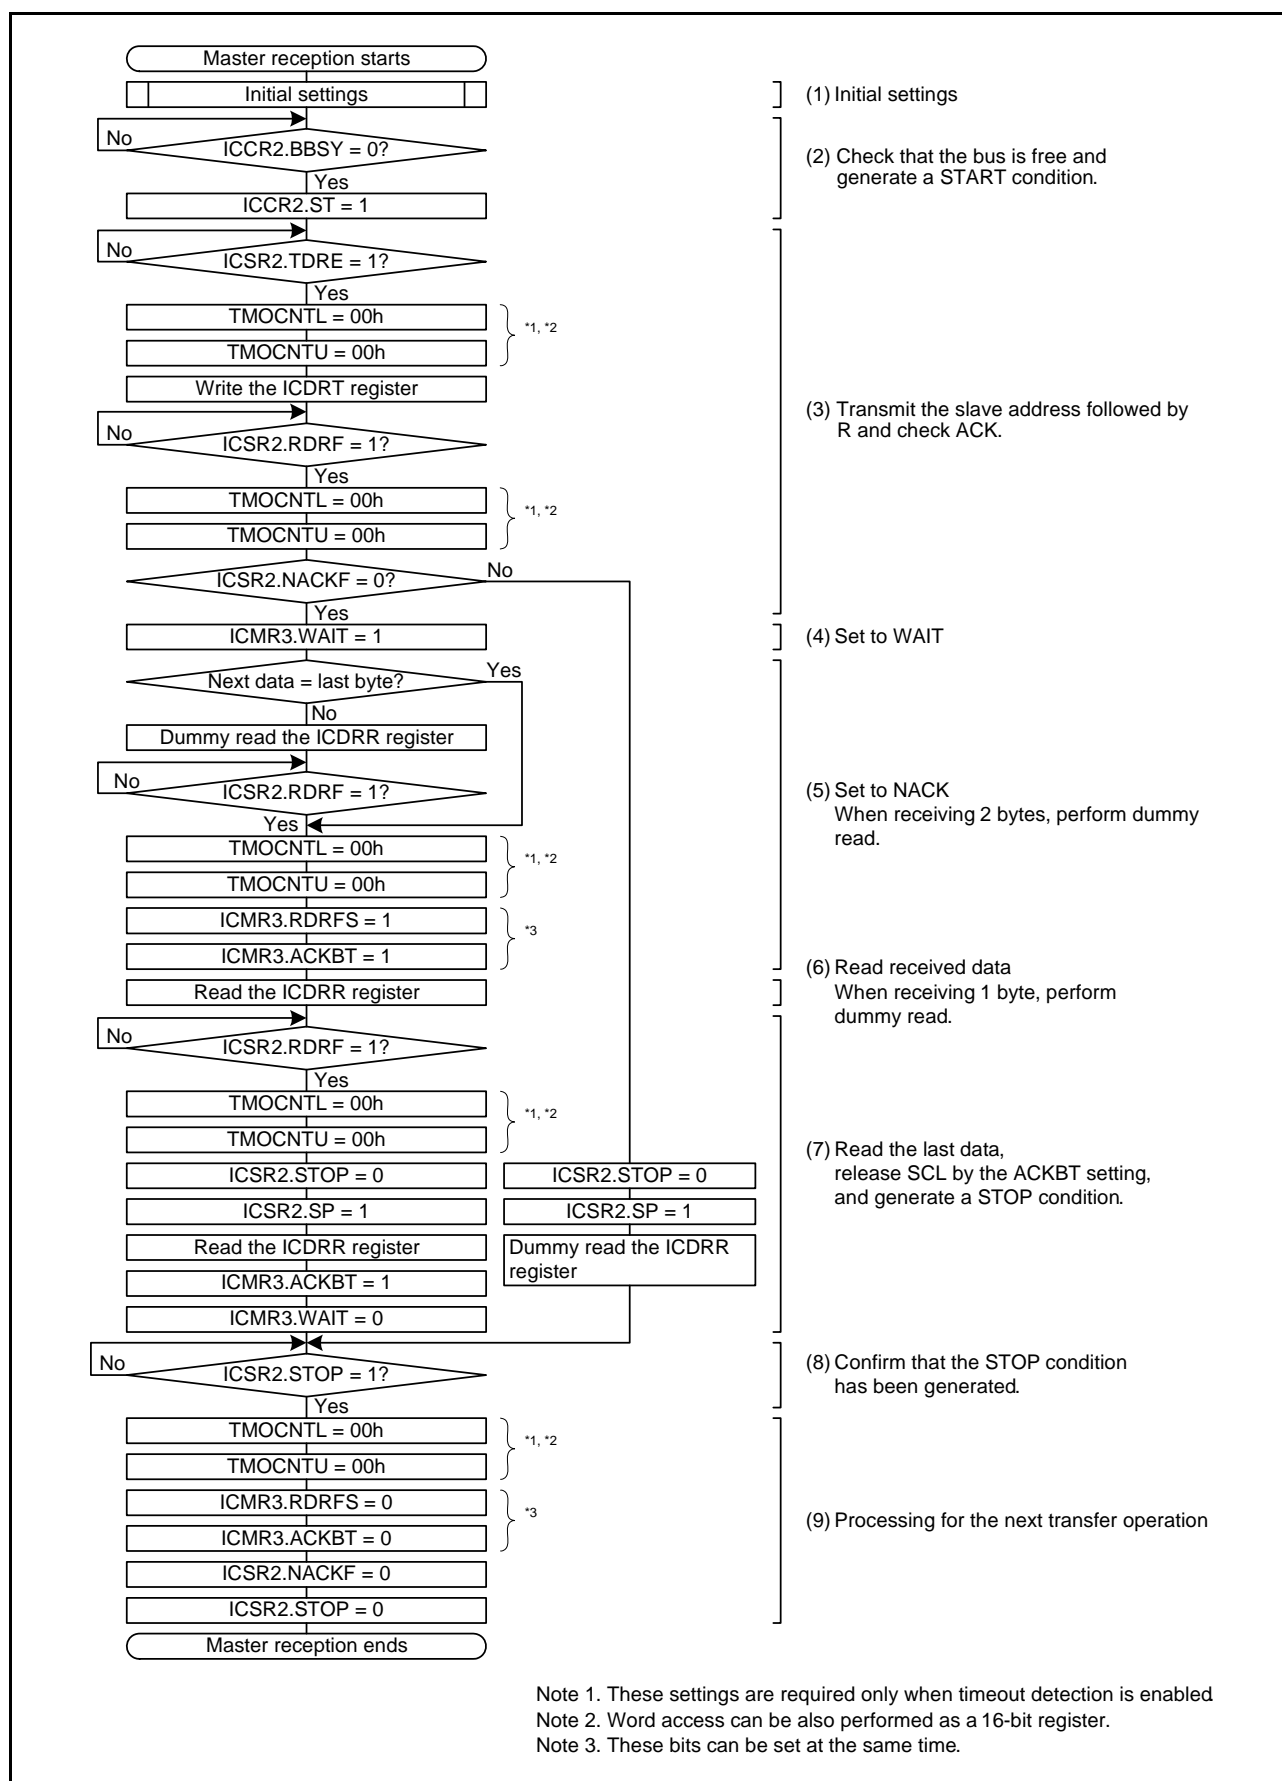 Master reception starts
Initial settings
(1) Initial settings
No
ICCR2.BBSY = 0?
Yes
ICCR2.ST = 1
(2) Check that the bus is free and
generate a START condition.
No
ICSR2.TDRE = 1?
Yes
TMOCNTL = 00h
*1, *2
TMOCNTU = 00h
Write the ICDRT register
No
ICSR2.RDRF = 1?
Yes
(3) Transmit the slave address followed by
R and check ACK.
TMOCNTL = 00h
*1, *2
TMOCNTU = 00h
ICSR2.NACKF = 0?
No
Yes
ICMR3.WAIT = 1
(4) Set to WAIT
Next data = last byte?
Yes
No
Dummy read the ICDRR register
No
ICSR2.RDRF = 1?
Yes
(5) Set to NACK
When receiving 2 bytes, perform dummy
read.
TMOCNTL = 00h
*1, *2
TMOCNTU = 00h
ICMR3.RDRFS = 1
*3
ICMR3.ACKBT = 1
Read the ICDRR register
(6) Read received data
When receiving 1 byte, perform
dummy read.
No
ICSR2.RDRF = 1?
Yes
TMOCNTL = 00h
*1, *2
TMOCNTU = 00h
ICSR2.STOP = 0
ICSR2.SP = 1
Read the ICDRR register
ICMR3.ACKBT = 1
ICMR3.WAIT = 0
ICSR2.STOP = 0
ICSR2.SP = 1
Dummy read the ICDRR
register
(7) Read the last data,
release SCL by the ACKBT setting,
and generate a STOP condition.
No
ICSR2.STOP = 1?
Yes
(8) Confirm that the STOP condition
has been generated.
TMOCNTL = 00h
*1, *2
TMOCNTU = 00h
ICMR3.RDRFS = 0
*3
ICMR3.ACKBT = 0
ICSR2.NACKF = 0
ICSR2.STOP = 0
(9) Processing for the next transfer operation
Master reception ends
Note 1. These settings are required only when timeout detection is enabled
Note 2. Word access can be also performed as a 16-bit register.
Note 3. These bits can be set at the same time.